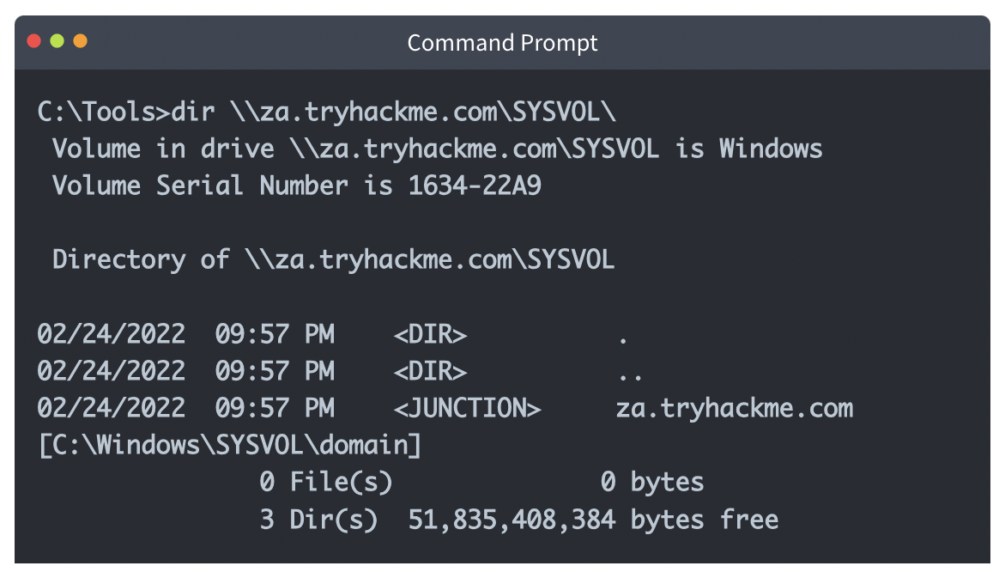 Command Prompt
C:\Tools>dir \\za.tryhackme.com\SYSVOL\
Volume in drive \\za.tryhackme.com\SYSVOL is Windows
Volume Serial Number is 1634-22A9
Directory of \\za.tryhackme.com\SYSVOL
02/24/2022  09:57 PM    <DIR>          .
02/24/2022  09:57 PM    <DIR>          ..
02/24/2022  09:57 PM    <JUNCTION>     za.tryhackme.com
[C:\Windows\SYSVOL\domain]
0 File(s)              0 bytes
3 Dir(s)  51,835,408,384 bytes free